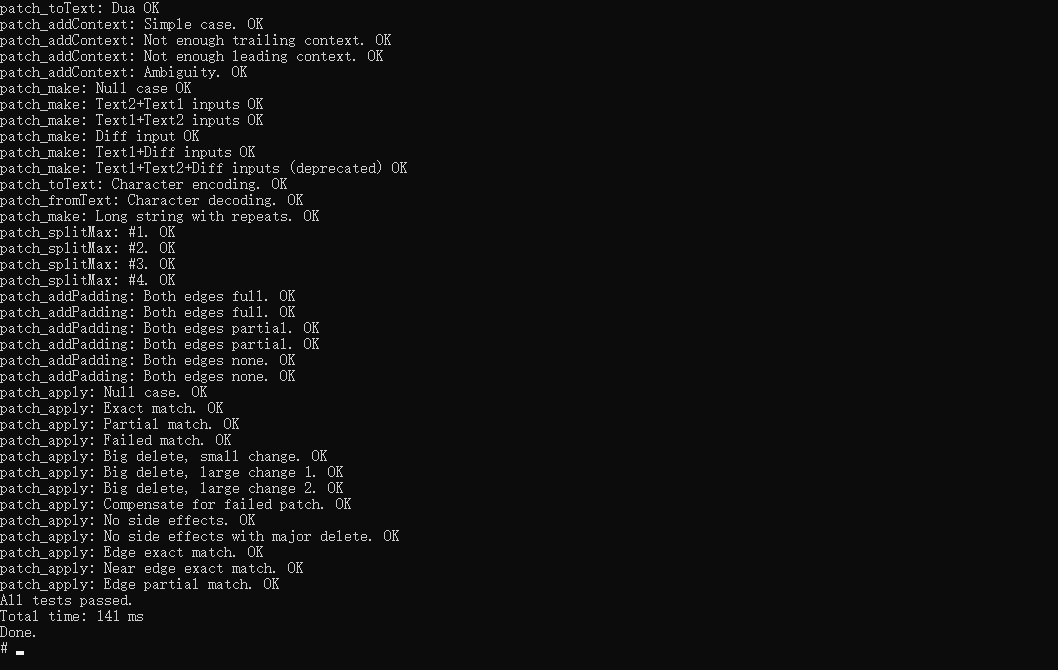 patch_toText: Dua OK
patch_addContext: Simple case. OK
patch_addContext: Not enough trailing context. OK
patch_addContext: Not enough leading context. OK
patch_addContext: Ambiguity. OK
patch_make: Null case OK
patch_make: Text2+Text1 inputs OK
patch_make: Text1+Text2 inputs OK
patch_make: Diff input OK
patch_make: Text1+Diff inputs OK
patch_make: Text1+Text2+Diff inputs (deprecated) OK
patch_toText: Character encoding. OK
patch_fromText: Character decoding. OK
patch_make: Long string with repeats. OK
patch_splitMax: #1. OK
patch_splitMax: #2. OK
patch_splitMax: #3. OK
patch_splitMax: #4. OK
patch_addPadding: Both edges full. OK
patch_addPadding: Both edges full. OK
patch_addPadding: Both edges partial. OK
patch_addPadding: Both edges partial. OK
patch_addPadding: Both edges none. OK
patch_addPadding: Both edges none. OK
patch_apply: Null case. OK
patch_apply: Exact match. OK
patch_apply: Partial match. OK
patch_apply: Failed match. OK
patch_apply: Big delete, small change. OK
patch_apply: Big delete, large change 1. OK
patch_apply: Big delete, large change 2. OK
patch_apply: Compensate for failed patch. OK
patch_apply: No side effects. OK
patch_apply: No side effects with major delete. OK
patch_apply: Edge exact match. OK
patch_apply: Near edge exact match. OK
patch_apply: Edge partial match. OK
All tests passed.
Total time: 141 ms
Done.
#